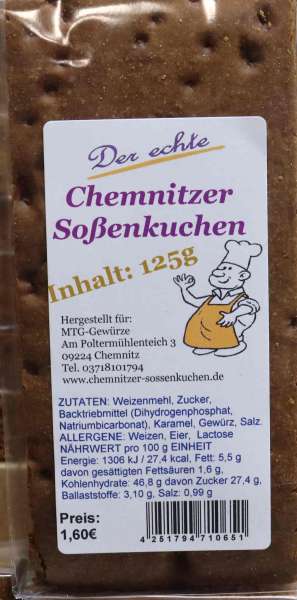 Der echte
Chemnitzer
Soßenkuchen
Inhalt: 125g
Hergestellt für:
MTG-Gewürze
Am Poltermühlenteich 3
09224 Chemnitz
Tel. 03718101794
www.chemnitzer-sossenkuchen.de
ZUTATEN: Weizenmehl, Zucker,
Backtriebmittel (Dihydrogenphosphat,
Natriumbicarbonat), Karamel, Gewürz, Salz.
ALLERGENE: Weizen, Eier, Lactose
NÄHRWERT pro 100 g EINHEIT
Energie: 1306 kJ / 27,4 kcal, Fett: 5,5 g
davon gesättigten Fettsäuren 1,6 g,
Kohlenhydrate: 46,8 g davon Zucker 27,4 g,
Ballaststoffe: 3,10 g, Salz: 0,99 g
Preis:
1,60€
4 251794 710651